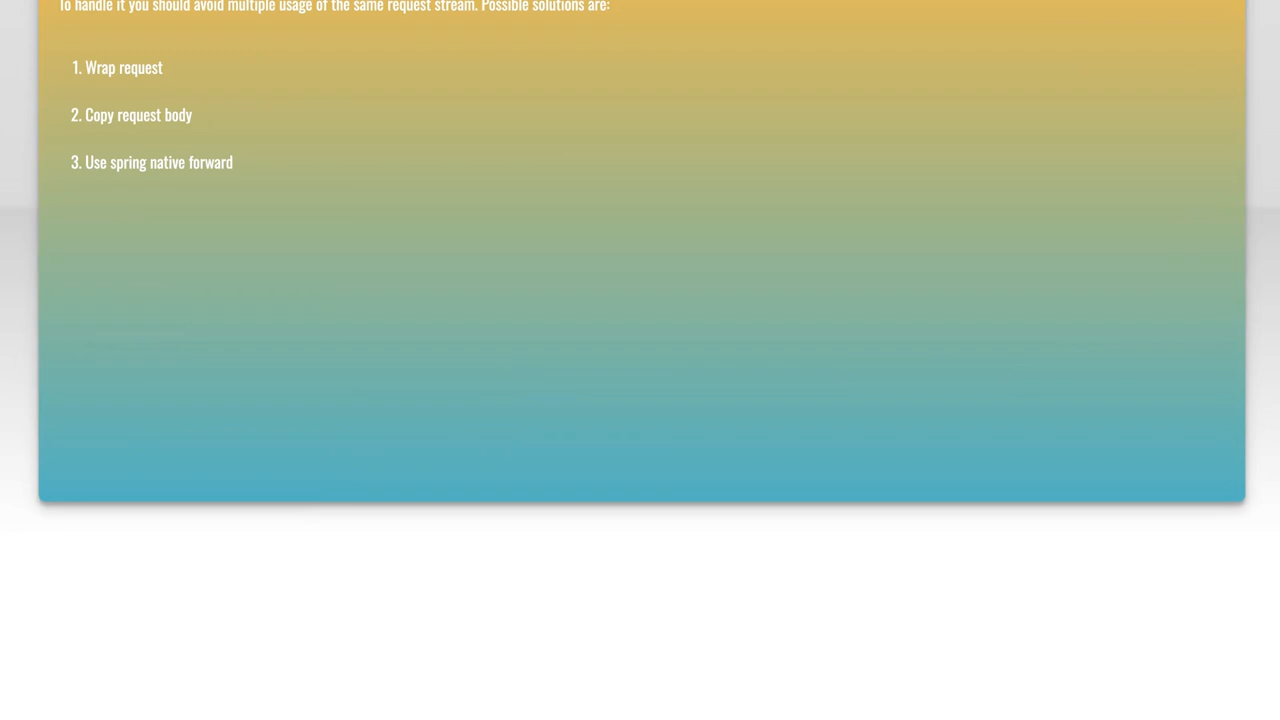 To handle it you should avoid multiple usage of the same request stream. Possible solutions are:
1. Wrap request
2. Copy request body
3. Use spring native forward